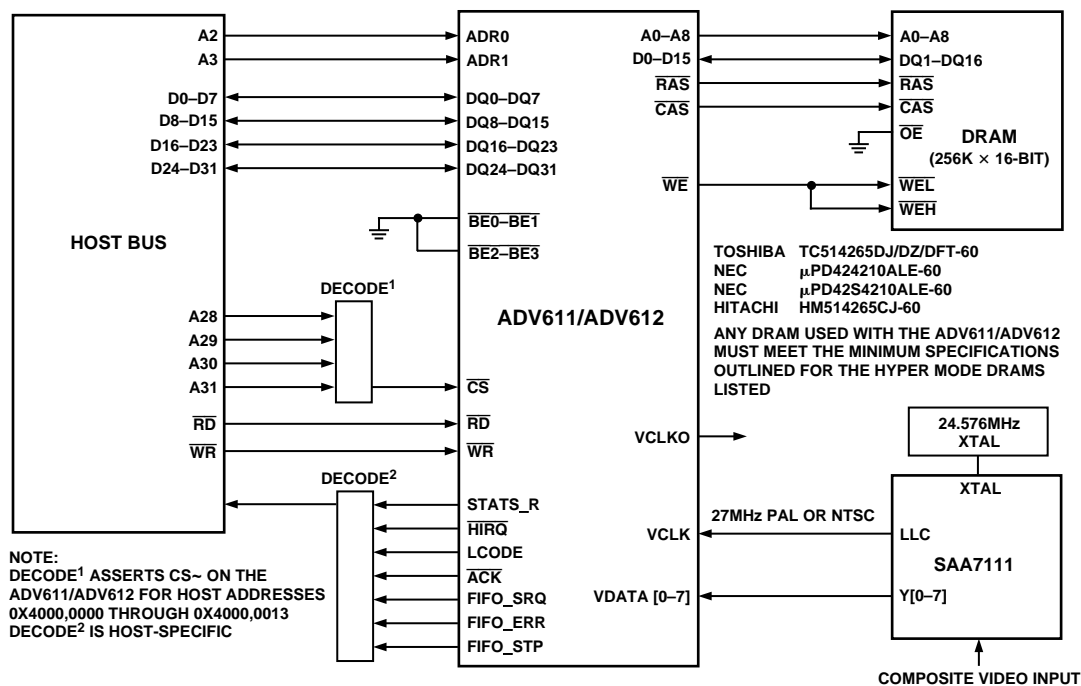 HOST BUS
A2
A3
D0–D7
D8–D15
D16–D23
D24–D31
A28
A29
A30
A31
RD
WR
DECODE1
DECODE2
ADV611/ADV612
ADR0
ADR1
DQ0–DQ7
DQ8–DQ15
DQ16–DQ23
DQ24–DQ31
BE0–BE1
BE2–BE3
CS
RD
WR
STATS_R
HIRQ
LCODE
ACK
FIFO_SRQ
FIFO_ERR
FIFO_STP
A0–A8
D0–D15
RAS
CAS
WE
VCLKO
VCLK
VDATA [0–7]
A0–A8
DQ1–DQ16
RAS
CAS
OE
DRAM
(256K × 16-BIT)
WEL
WEH
TOSHIBA TC514265DJ/DZ/DFT-60
NEC μPD424210ALE-60
NEC μPD42S4210ALE-60
HITACHI HM514265CJ-60
ANY DRAM USED WITH THE ADV611/ADV612
MUST MEET THE MINIMUM SPECIFICATIONS
OUTLINED FOR THE HYPER MODE DRAMS
LISTED
24.576MHz
XTAL
XTAL
27MHz PAL OR NTSC
LLC
SAA7111
Y[0–7]
COMPOSITE VIDEO INPUT
NOTE:
DECODE1 ASSERTS CS~ ON THE
ADV611/ADV612 FOR HOST ADDRESSES
0X4000,0000 THROUGH 0X4000,0013
DECODE2 IS HOST-SPECIFIC